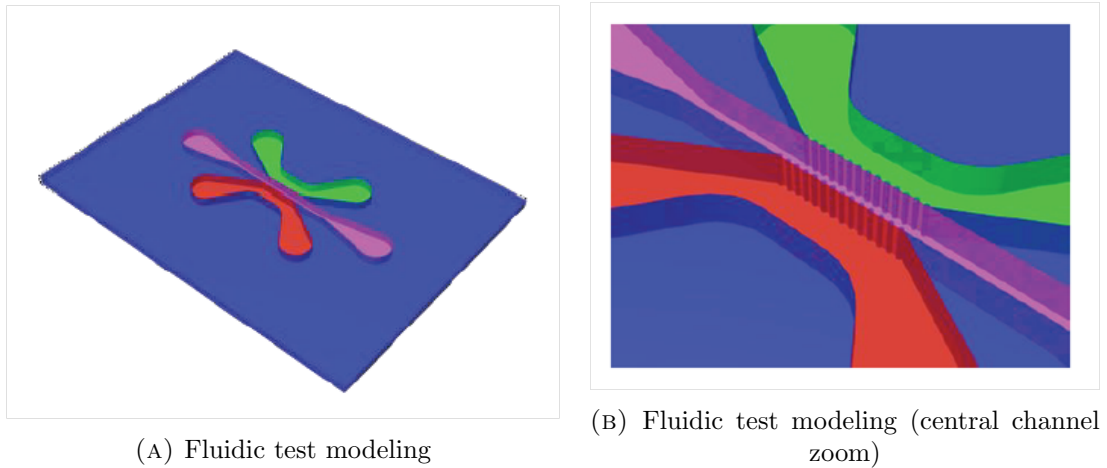 (A) Fluidic test modeling
(B) Fluidic test modeling (central channel
zoom)